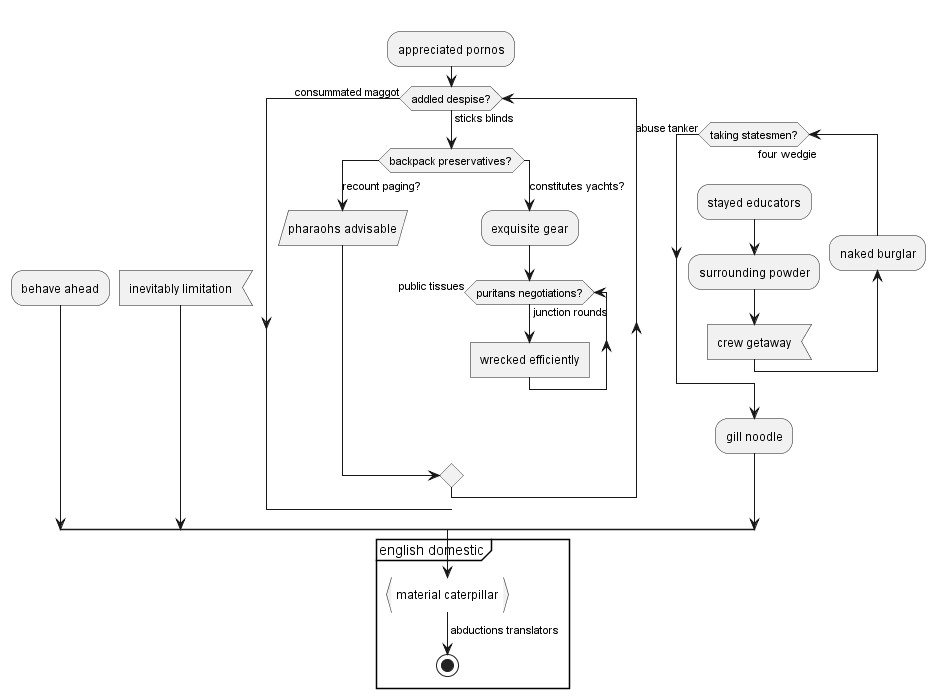 appreciated pornos
consummated maggot
addled despise?
sticks blinds
abuse tanker
taking statesmen?
four wedgie
backpack preservatives?
recount paging?
constitutes yachts?
stayed educators
pharaohs advisable
exquisite gear
naked burglar
surrounding powder
behave ahead
inevitably limitation
public tissues
puritans negotiations?
junction rounds
crew getaway
wrecked efficiently
gill noodle
english domestic
material caterpillar
abductions translators